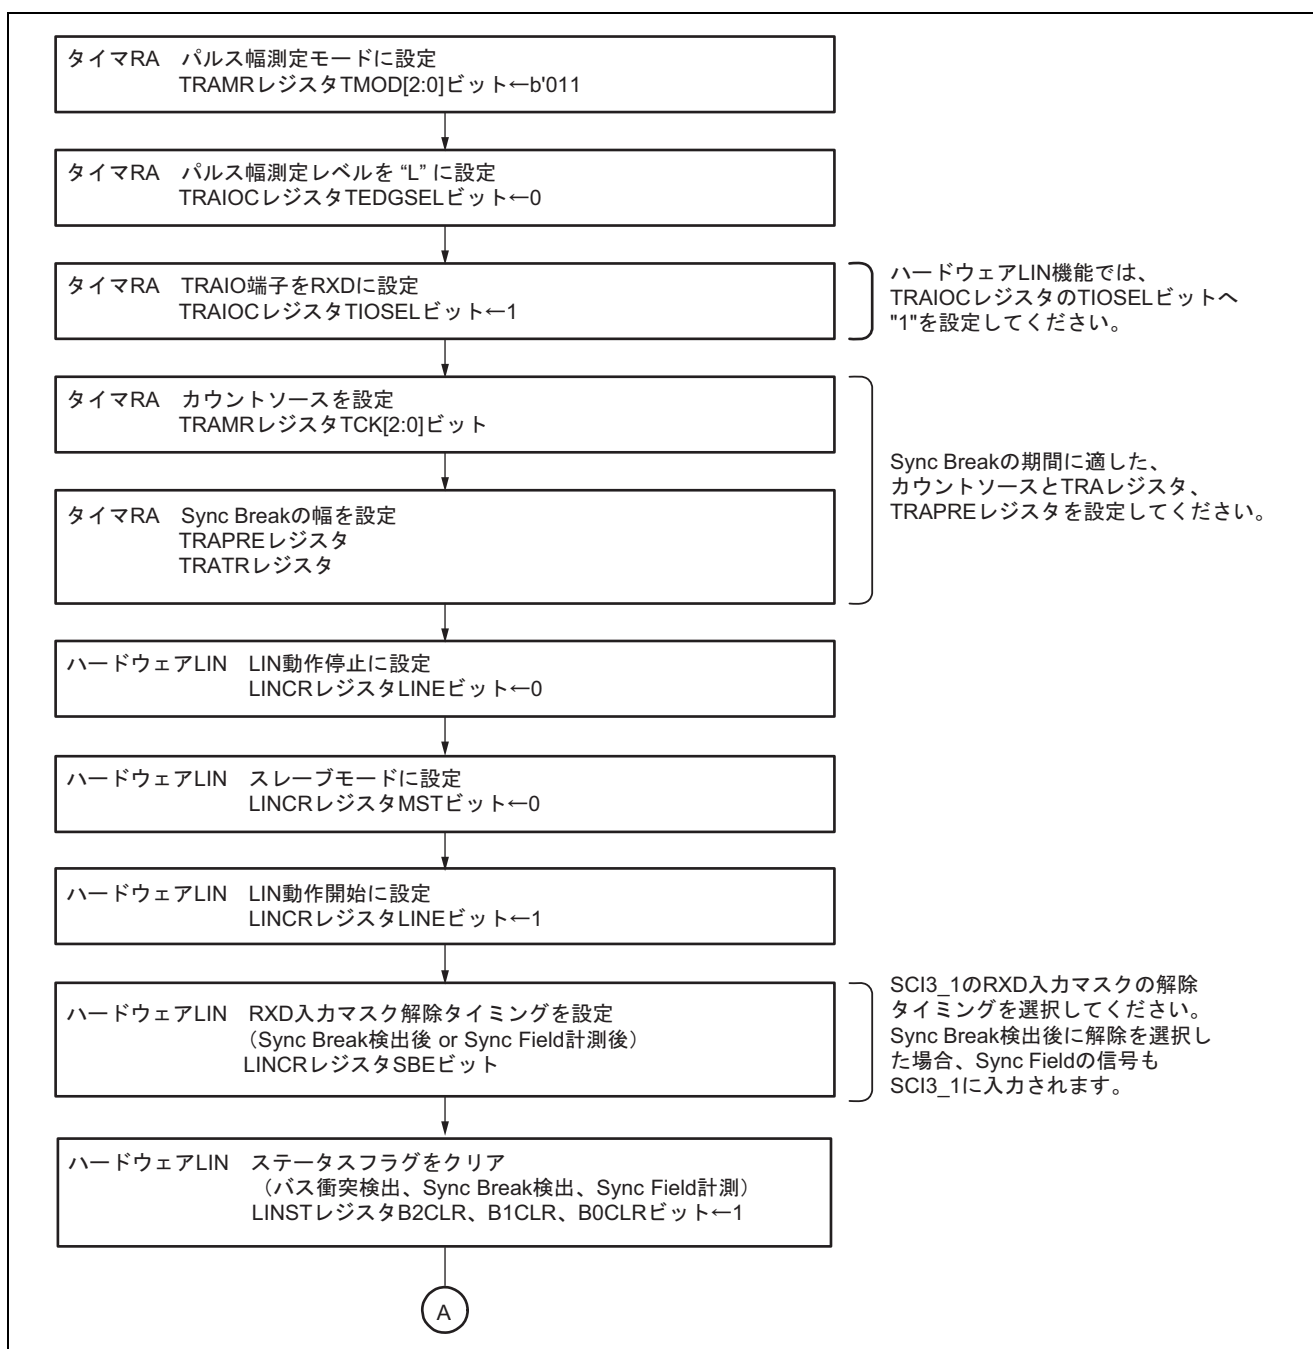 タイマRA パルス幅測定モードに設定
TRAMRレジスタTMOD[2:0]ビット←b'011
タイマRA パルス幅測定レベルを “L” に設定
TRAIOCレジスタTEDGSELビット←0
タイマRA TRAIO端子をRXDに設定
TRAIOCレジスタTIOSELビット←1
ハードウェアLIN機能では、
TRAIOCレジスタのTIOSELビットへ
"1"を設定してください。
タイマRA カウントソースを設定
TRAMRレジスタTCK[2:0]ビット
タイマRA Sync Breakの幅を設定
TRAPREレジスタ
TRATRレジスタ
Sync Breakの期間に適した、
カウントソースとTRAレジスタ、
TRAPREレジスタを設定してください。
ハードウェアLIN LIN動作停止に設定
LINCRレジスタLINEビット←0
ハードウェアLIN スレーブモードに設定
LINCRレジスタMSTビット←0
ハードウェアLIN LIN動作開始に設定
LINCRレジスタLINEビット←1
ハードウェアLIN RXD入力マスク解除タイミングを設定
（Sync Break検出後 or Sync Field計測後）
LINCRレジスタSBEビット
SCI3_1のRXD入力マスクの解除
タイミングを選択してください。
Sync Break検出後に解除を選択し
た場合、Sync Fieldの信号も
SCI3_1に入力されます。
ハードウェアLIN ステータスフラグをクリア
（バス衝突検出、Sync Break検出、Sync Field計測）
LINSTレジスタB2CLR、B1CLR、B0CLRビット←1
A